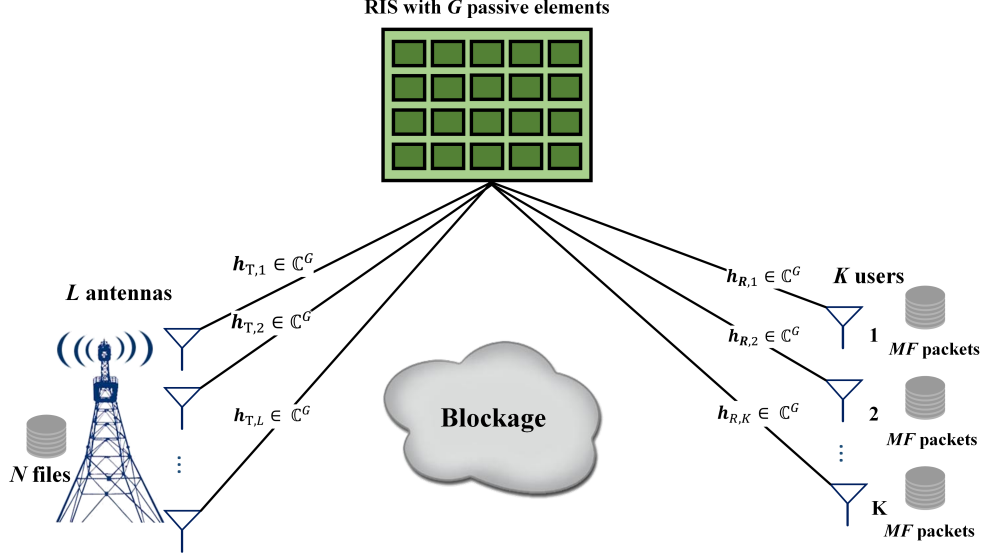 RIS with G passive elements
h_{T,1} ∈ ℂ^G
h_{T,2} ∈ ℂ^G
h_{T,L} ∈ ℂ^G
h_{R,1} ∈ ℂ^G
h_{R,2} ∈ ℂ^G
h_{R,K} ∈ ℂ^G
L antennas
K users
1
MF packets
2
MF packets
⋮
⋮
K
MF packets
N files
Blockage